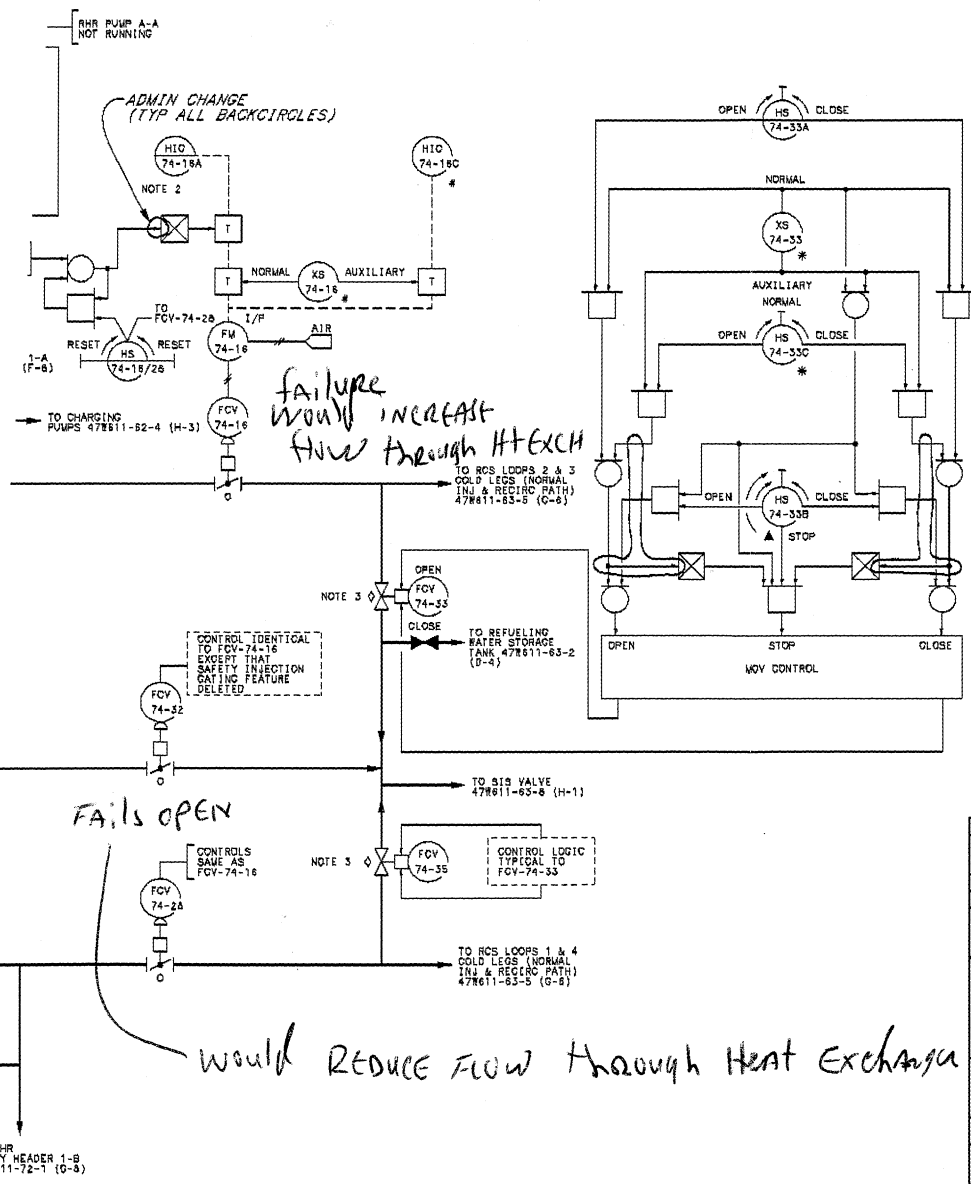 RHR PUMP A-A
NOT RUNNING
ADMIN CHANGE
(TYP ALL BACKCIRCLES)
HIC
74-16A
HIC
74-16C
#
NOTE 2
T
T
NORMAL
XS
74-16
#
AUXILIARY
T
TO
FCV-74-28
I/P
FM
74-16
AIR
RESET
RESET
HS
74-16/28
1-A
(F-6)
TO CHARGING
PUMPS 47W611-62-4 (H-3)
FCV
74-16
failure
would INCREASE
flow through Ht EXCH
TO RCS LOOPS 2 & 3
COLD LEGS (NORMAL
INJ & RECIRC PATH)
47W611-63-5 (C-6)
O
OPEN
HS
74-33A
CLOSE
NORMAL
XS
74-33
*
AUXILIARY
NORMAL
OPEN
HS
74-33C
CLOSE
*
OPEN
HS
74-33B
CLOSE
STOP
OPEN
STOP
CLOSE
MOV CONTROL
NOTE 3
OPEN
FCV
74-33
CLOSE
TO REFUELING
WATER STORAGE
TANK 47W611-63-2
(D-4)
CONTROL IDENTICAL
TO FCV-74-16
EXCEPT THAT
SAFETY INJECTION
GATING FEATURE
DELETED
FCV
74-32
O
TO SIS VALVE
47W611-63-6 (H-1)
FAils OPEN
CONTROLS
SAME AS
FCV-74-16
FCV
74-28
O
NOTE 3
FCV
74-35
CONTROL LOGIC
TYPICAL TO
FCV-74-33
TO RCS LOOPS 1 & 4
COLD LEGS (NORMAL
INJ & RECIRC PATH)
47W611-63-5 (G-6)
would REDUCE FLOW through HEAT Exchanger
HR
Y HEADER 1-B
11-72-1 (G-8)